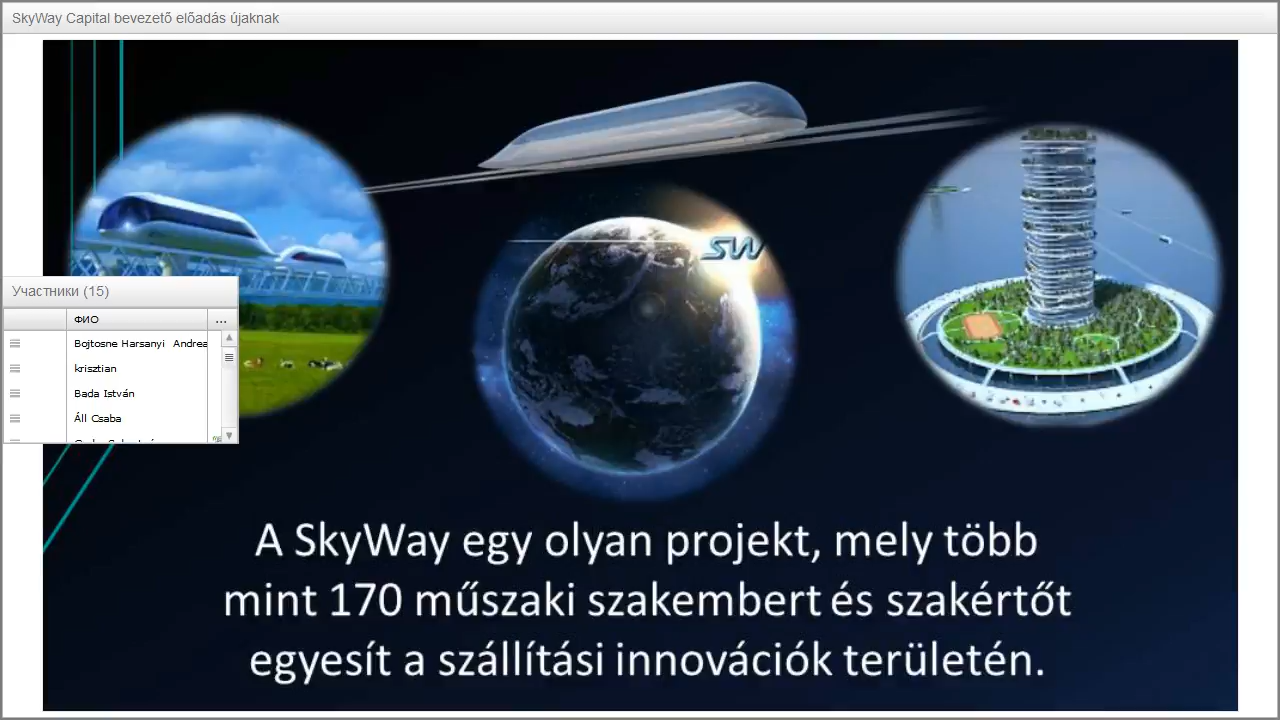 SkyWay Capital bevezető előadás újaknak
SW
Участники (15)
ФИО ...
Bojtosne Harsanyi Andrea
krisztian
Bada István
Áll Csaba
A SkyWay egy olyan projekt, mely több
mint 170 műszaki szakembert és szakértőt
egyesít a szállítási innovációk területén.